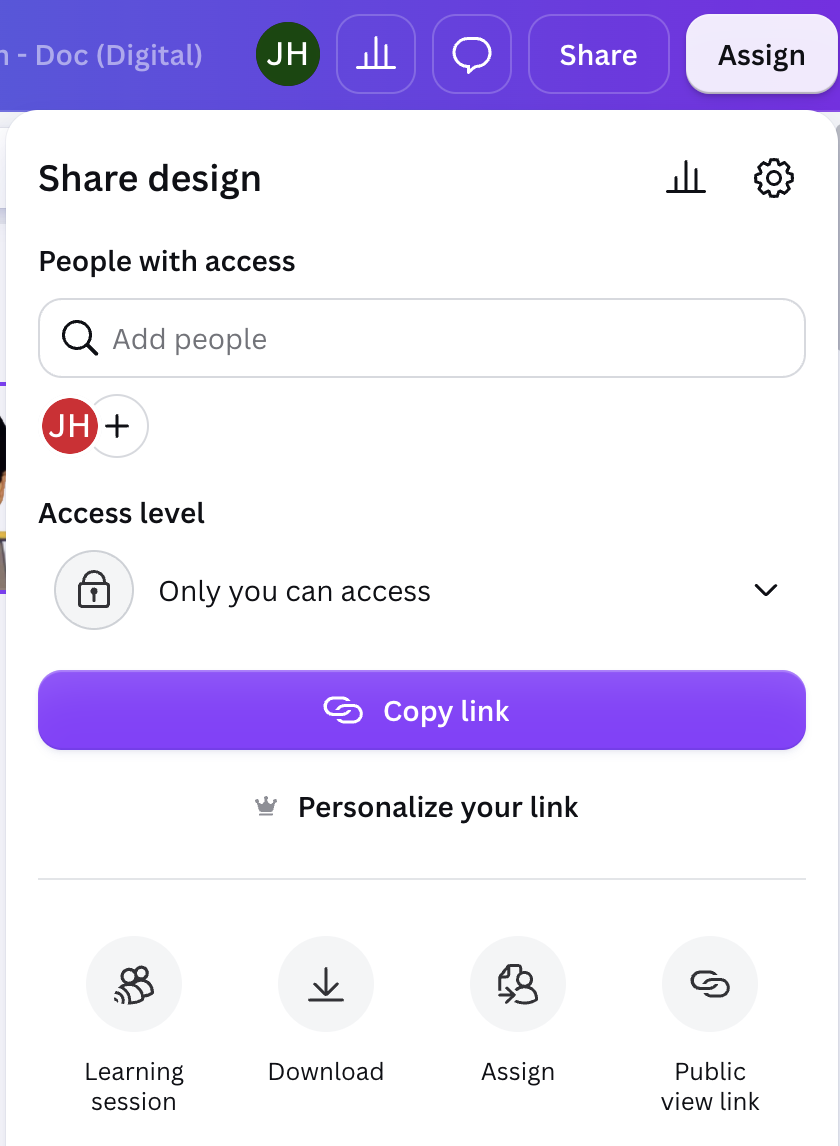 - Doc (Digital)
JH
Share
Assign
Share design
People with access
Add people
JH
Access level
Only you can access
Copy link
Personalize your link
Learning
session
Download
Assign
Public
view link